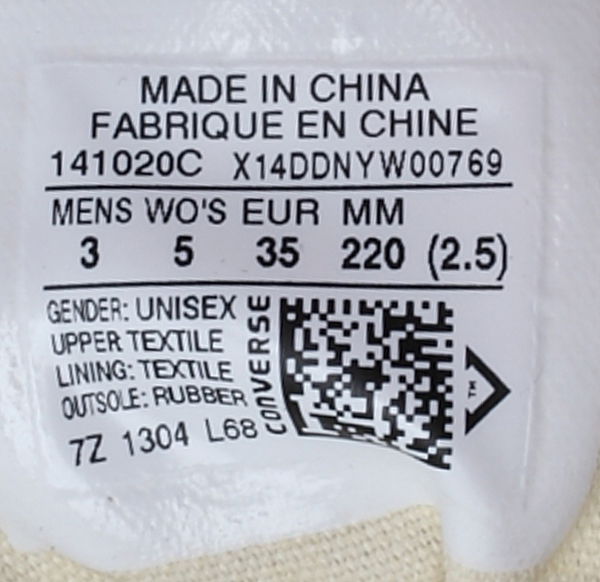 MADE IN CHINA
FABRIQUE EN CHINE
141020C X14DDNYW00769
MENS WO'S EUR MM
3 5 35 220 (2.5)
GENDER: UNISEX
UPPER TEXTILE
LINING: TEXTILE
OUTSOLE: RUBBER
7Z 1304 L68
CONVERSE
TM